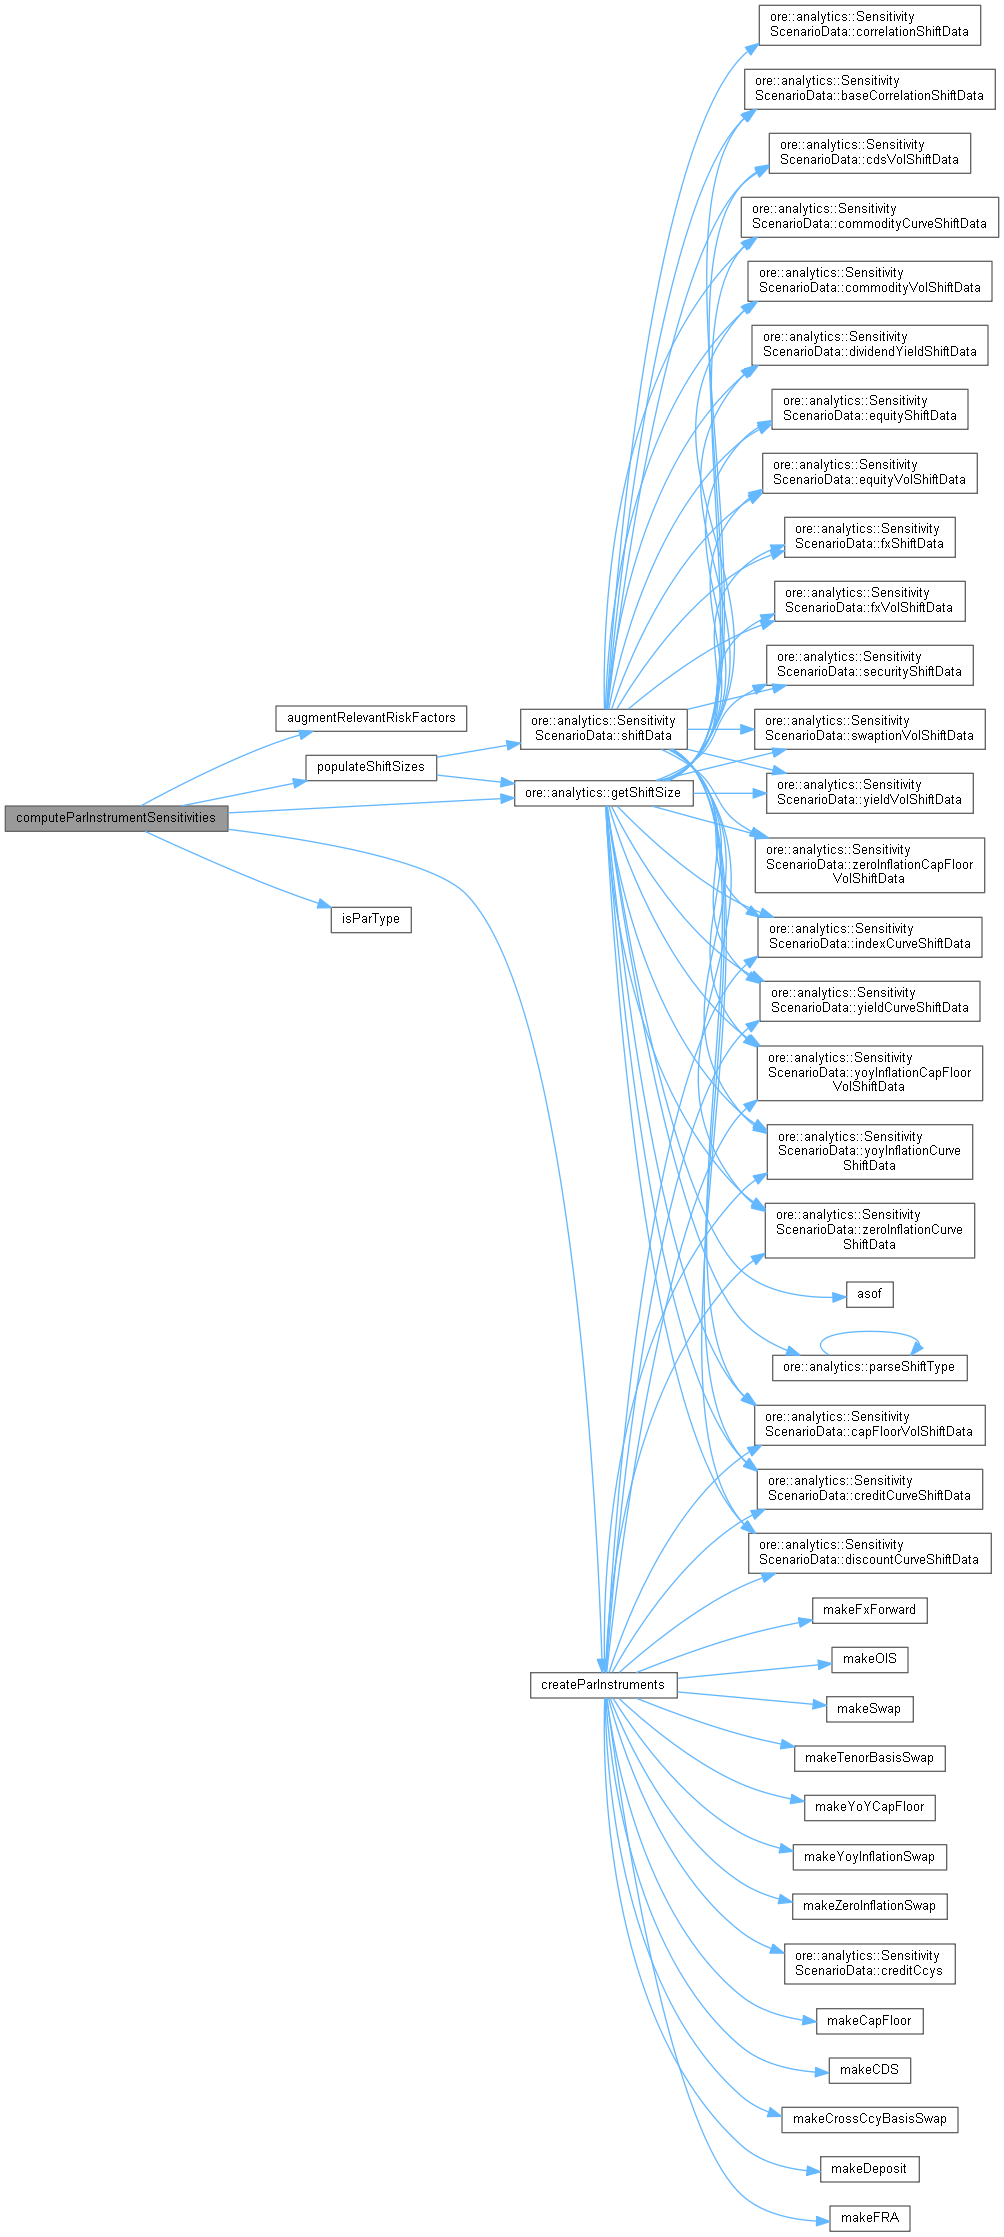 ore::analytics::Sensitivity
ScenarioData::correlationShiftData
ore::analytics::Sensitivity
ScenarioData::baseCorrelationShiftData
ore::analytics::Sensitivity
ScenarioData::cdsVolShiftData
ore::analytics::Sensitivity
ScenarioData::commodityCurveShiftData
ore::analytics::Sensitivity
ScenarioData::commodityVolShiftData
ore::analytics::Sensitivity
ScenarioData::dividendYieldShiftData
ore::analytics::Sensitivity
ScenarioData::equityShiftData
ore::analytics::Sensitivity
ScenarioData::equityVolShiftData
ore::analytics::Sensitivity
ScenarioData::fxShiftData
ore::analytics::Sensitivity
ScenarioData::fxVolShiftData
ore::analytics::Sensitivity
ScenarioData::securityShiftData
augmentRelevantRiskFactors
ore::analytics::Sensitivity
ScenarioData::shiftData
ore::analytics::Sensitivity
ScenarioData::swaptionVolShiftData
populateShiftSizes
ore::analytics::getShiftSize
ore::analytics::Sensitivity
ScenarioData::yieldVolShiftData
computeParInstrumentSensitivities
ore::analytics::Sensitivity
ScenarioData::zeroInflationCapFloor
VolShiftData
isParType
ore::analytics::Sensitivity
ScenarioData::indexCurveShiftData
ore::analytics::Sensitivity
ScenarioData::yieldCurveShiftData
ore::analytics::Sensitivity
ScenarioData::yoyInflationCapFloor
VolShiftData
ore::analytics::Sensitivity
ScenarioData::yoyInflationCurve
ShiftData
ore::analytics::Sensitivity
ScenarioData::zeroInflationCurve
ShiftData
asof
ore::analytics::parseShiftType
ore::analytics::Sensitivity
ScenarioData::capFloorVolShiftData
ore::analytics::Sensitivity
ScenarioData::creditCurveShiftData
ore::analytics::Sensitivity
ScenarioData::discountCurveShiftData
makeFxForward
makeOIS
createParInstruments
makeSwap
makeTenorBasisSwap
makeYoYCapFloor
makeYoyInflationSwap
makeZeroInflationSwap
ore::analytics::Sensitivity
ScenarioData::creditCcys
makeCapFloor
makeCDS
makeCrossCcyBasisSwap
makeDeposit
makeFRA